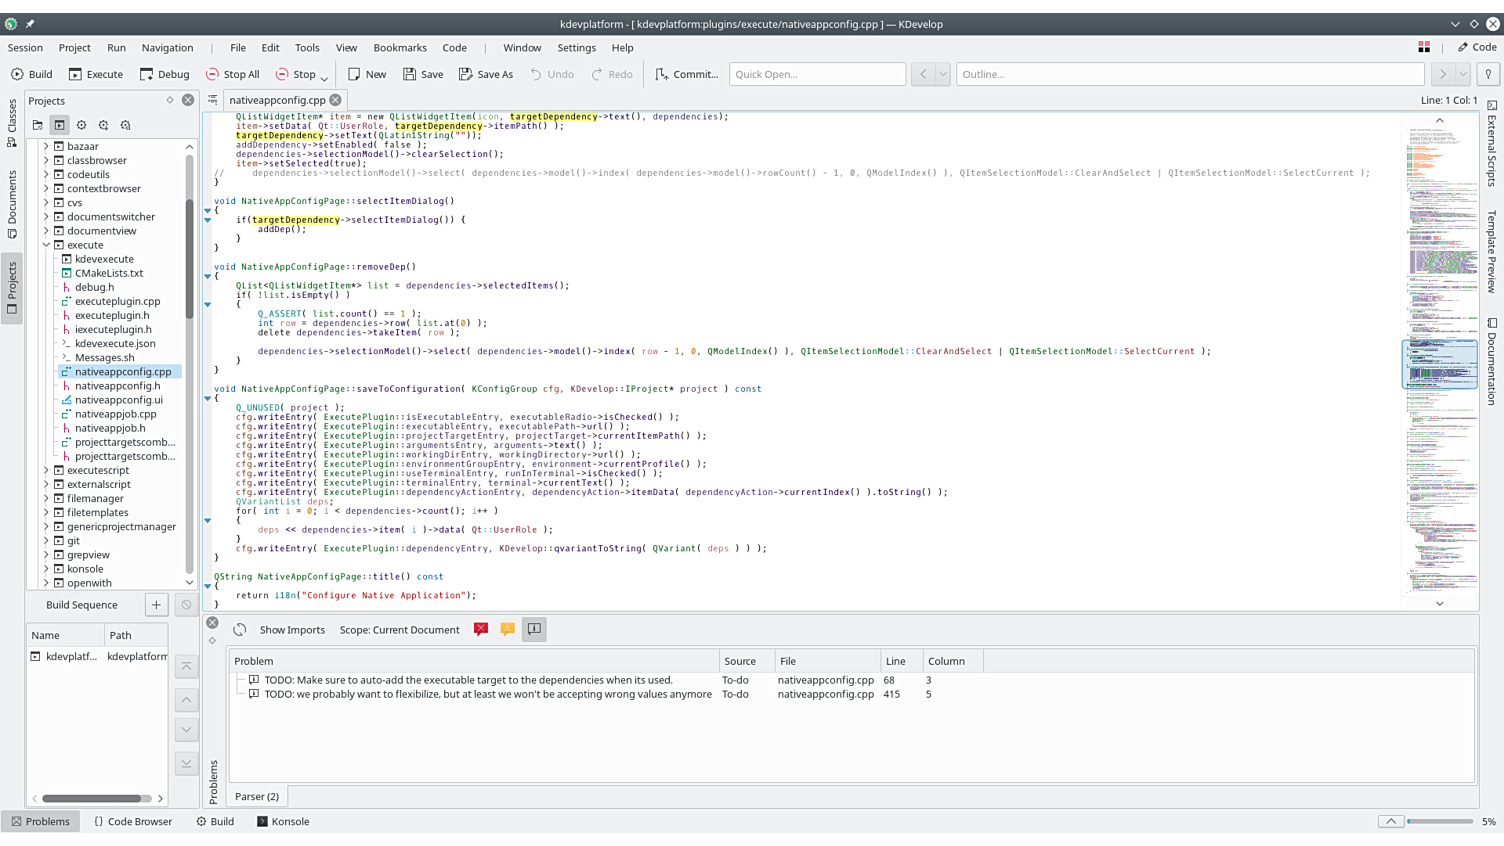 kdevplatform - [ kdevplatform:plugins/execute/nativeappconfig.cpp ] — KDevelop
Session Project Run Navigation | File Edit Tools View Bookmarks Code | Window Settings Help Code
Build Execute Debug Stop All Stop New Save Save As Undo Redo Commit... Quick Open... Outline...
Classes
Documents
Projects
Projects
bazaar
classbrowser
codeutils
contextbrowser
cvs
documentswitcher
documentview
execute
kdevexecute
CMakeLists.txt
debug.h
executeplugin.cpp
executeplugin.h
iexecuteplugin.h
kdevexecute.json
Messages.sh
nativeappconfig.cpp
nativeappconfig.h
nativeappconfig.ui
nativeappjob.cpp
nativeappjob.h
projecttargetscomb...
projecttargetscomb...
executescript
externalscript
filemanager
filetemplates
genericprojectmanager
git
grepview
konsole
openwith
Build Sequence
Name Path
kdevplatf... kdevplatform
nativeappconfig.cpp
Line: 1 Col: 1
QListWidgetItem* item = new QListWidgetItem(icon, targetDependency->text(), dependencies);
item->setData( Qt::UserRole, targetDependency->itemPath() );
targetDependency->setText(QLatin1String(""));
addDependency->setEnabled( false );
dependencies->selectionModel()->clearSelection();
item->setSelected(true);
// dependencies->selectionModel()->select( dependencies->model()->index( dependencies->model()->rowCount() - 1, 0, QModelIndex() ), QItemSelectionModel::ClearAndSelect | QItemSelectionModel::SelectCurrent );
}
void NativeAppConfigPage::selectItemDialog()
{
if(targetDependency->selectItemDialog()) {
addDep();
}
}
void NativeAppConfigPage::removeDep()
{
QList<QListWidgetItem*> list = dependencies->selectedItems();
if( !list.isEmpty() )
{
Q_ASSERT( list.count() == 1 );
int row = dependencies->row( list.at(0) );
delete dependencies->takeItem( row );
dependencies->selectionModel()->select( dependencies->model()->index( row - 1, 0, QModelIndex() ), QItemSelectionModel::ClearAndSelect | QItemSelectionModel::SelectCurrent );
}
}
void NativeAppConfigPage::saveToConfiguration( KConfigGroup cfg, KDevelop::IProject* project ) const
{
Q_UNUSED( project );
cfg.writeEntry( ExecutePlugin::isExecutableEntry, executableRadio->isChecked() );
cfg.writeEntry( ExecutePlugin::executableEntry, executablePath->url() );
cfg.writeEntry( ExecutePlugin::projectTargetEntry, projectTarget->currentItemPath() );
cfg.writeEntry( ExecutePlugin::argumentsEntry, arguments->text() );
cfg.writeEntry( ExecutePlugin::workingDirEntry, workingDirectory->url() );
cfg.writeEntry( ExecutePlugin::environmentGroupEntry, environment->currentProfile() );
cfg.writeEntry( ExecutePlugin::useTerminalEntry, runInTerminal->isChecked() );
cfg.writeEntry( ExecutePlugin::terminalEntry, terminal->currentText() );
cfg.writeEntry( ExecutePlugin::dependencyActionEntry, dependencyAction->itemData( dependencyAction->currentIndex() ).toString() );
QVariantList deps;
for( int i = 0; i < dependencies->count(); i++ )
{
deps << dependencies->item( i )->data( Qt::UserRole );
}
cfg.writeEntry( ExecutePlugin::dependencyEntry, KDevelop::qvariantToString( QVariant( deps ) ) );
}
QString NativeAppConfigPage::title() const
{
return i18n("Configure Native Application");
}
External Scripts
Template Preview
Documentation
Problems
Show Imports Scope: Current Document
Problem Source File Line Column
TODO: Make sure to auto-add the executable target to the dependencies when its used. To-do nativeappconfig.cpp 68 3
TODO: we probably want to flexibilize, but at least we won't be accepting wrong values anymore To-do nativeappconfig.cpp 415 5
Parser (2)
Problems Code Browser Build Konsole 5%